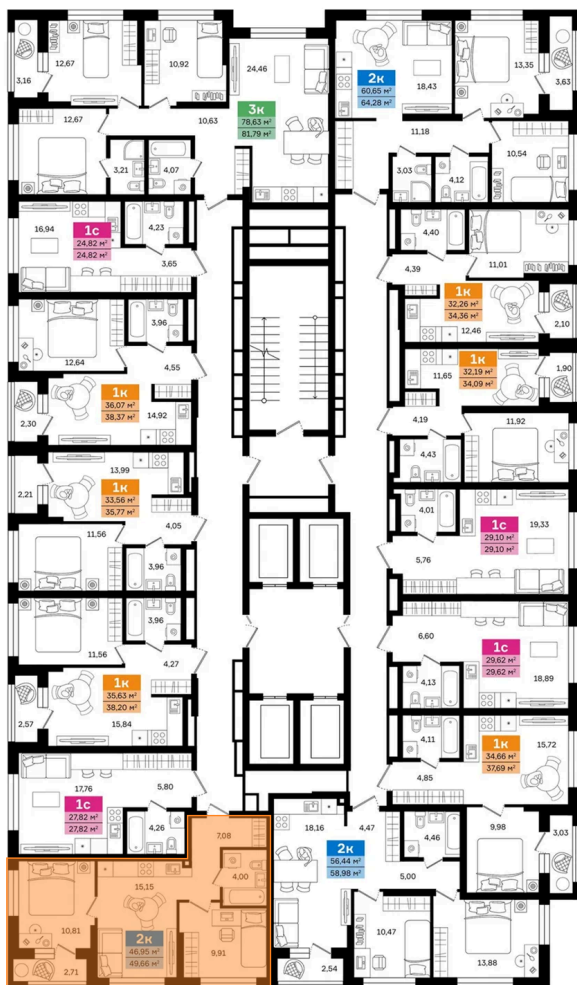 3,16
12,67
10,92
24,46
3к
78,63 м²
81,79 м²
12,67
10,63
3,21
4,07
2к
60,65 м²
64,28 м²
18,43
13,35
3,63
11,18
3,03
4,12
10,54
16,94
1с
24,82 м²
24,82 м²
4,23
3,65
4,40
11,01
4,39
1к
32,26 м²
34,36 м²
12,46
2,10
12,64
3,96
4,55
1к
36,07 м²
38,37 м²
14,92
2,30
11,65
1к
32,19 м²
34,09 м²
1,90
4,19
11,92
4,43
2,21
13,99
1к
33,56 м²
35,77 м²
4,05
11,56
3,96
4,01
1с
29,10 м²
29,10 м²
19,33
5,76
3,96
11,56
4,27
1к
35,63 м²
38,20 м²
2,57
15,84
6,60
1с
29,62 м²
29,62 м²
4,13
18,89
4,11
1к
34,66 м²
37,69 м²
15,72
4,85
17,76
5,80
1с
27,82 м²
27,82 м²
4,26
7,08
4,00
15,15
10,81
2к
46,95 м²
49,66 м²
9,91
2,71
18,16
4,47
2к
56,44 м²
58,98 м²
4,46
5,00
9,98
3,03
10,47
13,88
2,54